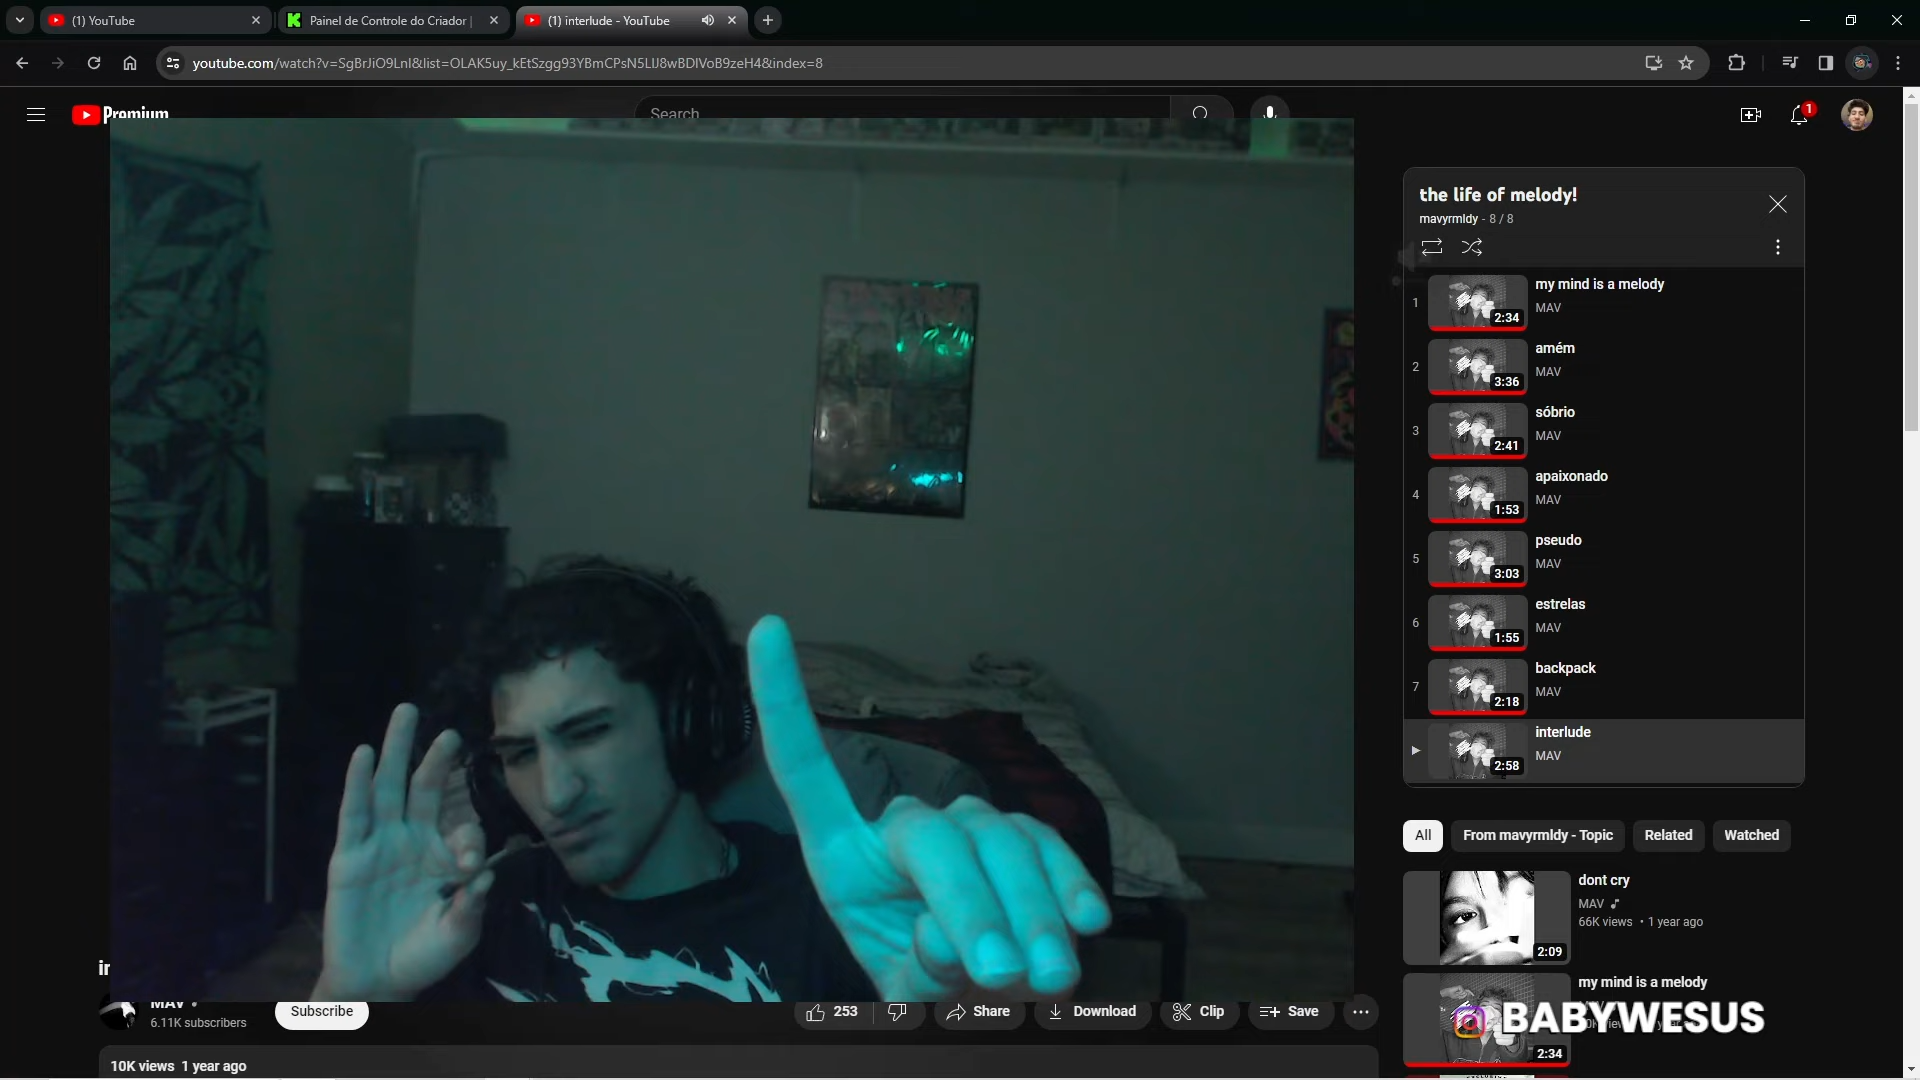 (1) YouTube
Painel de Controle do Criador |
(1) interlude - YouTube
youtube.com/watch?v=SgBrJiO9LnI&list=OLAK5uy_kEtSzgg93YBmCPsN5LIJ8wBDIVoB9zeH4&index=8
Premium
Search
1
the life of melody!
mavyrmldy - 8 / 8
1
my mind is a melody
MAV
2:34
2
amém
MAV
3:36
3
sóbrio
MAV
2:41
4
apaixonado
MAV
1:53
5
pseudo
MAV
3:03
6
estrelas
MAV
1:55
7
backpack
MAV
2:18
interlude
MAV
2:58
All
From mavyrmldy - Topic
Related
Watched
dont cry
MAV
66K views • 1 year ago
2:09
my mind is a melody
2:34
BABYWESUS
MAV
6.11K subscribers
Subscribe
253
Share
Download
Clip
Save
10K views 1 year ago